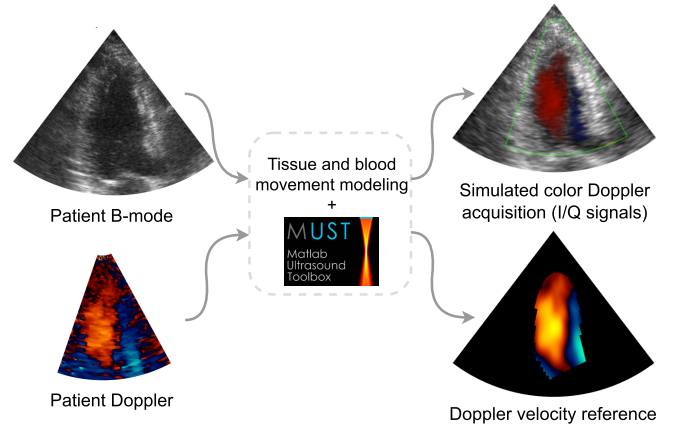 Patient B-mode
Patient Doppler
Tissue and blood
movement modeling
+
MUST
Matlab
Ultrasound
Toolbox
Simulated color Doppler
acquisition (I/Q signals)
Doppler velocity reference